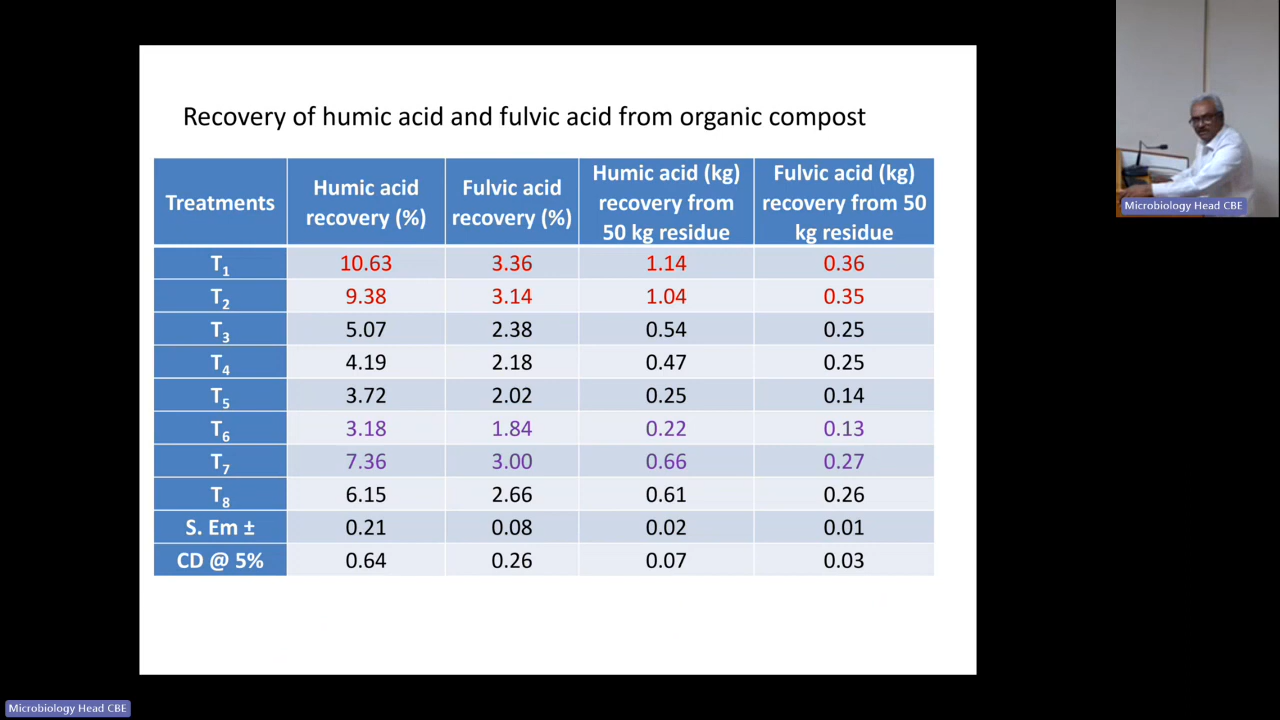 Recovery of humic acid and fulvic acid from organic compost
Treatments | Humic acid recovery (%) | Fulvic acid recovery (%) | Humic acid (kg) recovery from 50 kg residue | Fulvic acid (kg) recovery from 50 kg residue
T1 | 10.63 | 3.36 | 1.14 | 0.36
T2 | 9.38 | 3.14 | 1.04 | 0.35
T3 | 5.07 | 2.38 | 0.54 | 0.25
T4 | 4.19 | 2.18 | 0.47 | 0.25
T5 | 3.72 | 2.02 | 0.25 | 0.14
T6 | 3.18 | 1.84 | 0.22 | 0.13
T7 | 7.36 | 3.00 | 0.66 | 0.27
T8 | 6.15 | 2.66 | 0.61 | 0.26
S. Em ± | 0.21 | 0.08 | 0.02 | 0.01
CD @ 5% | 0.64 | 0.26 | 0.07 | 0.03
Microbiology Head CBE
Microbiology Head CBE